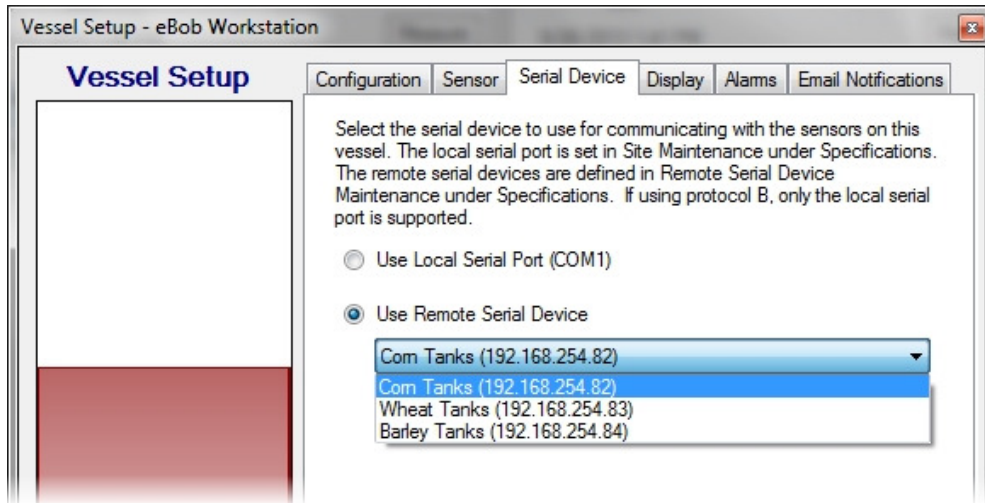 Vessel Setup - eBob Workstation
Vessel Setup
Configuration Sensor Serial Device Display Alarms Email Notifications
Select the serial device to use for communicating with the sensors on this
vessel. The local serial port is set in Site Maintenance under Specifications.
The remote serial devices are defined in Remote Serial Device
Maintenance under Specifications. If using protocol B, only the local serial
port is supported.
Use Local Serial Port (COM1)
Use Remote Serial Device
Corn Tanks (192.168.254.82)
Corn Tanks (192.168.254.82)
Wheat Tanks (192.168.254.83)
Barley Tanks (192.168.254.84)